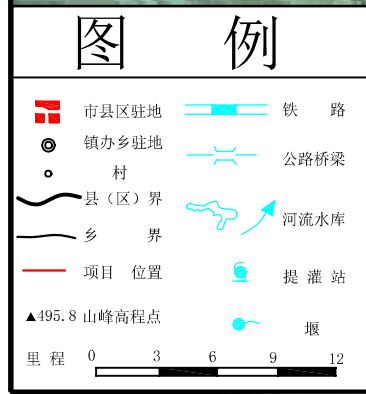 图 例
市县区驻地 铁 路
镇办乡驻地
公路桥梁
村
县（区）界
河流水库
乡 界
项目 位置 提 灌 站
▲495.8 山峰高程点
堰
里 程 0 3 6 9 12